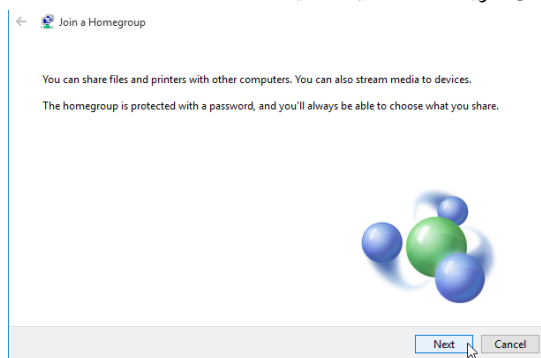 Join a Homegroup
You can share files and printers with other computers. You can also stream media to devices.
The homegroup is protected with a password, and you'll always be able to choose what you share.
Next Cancel